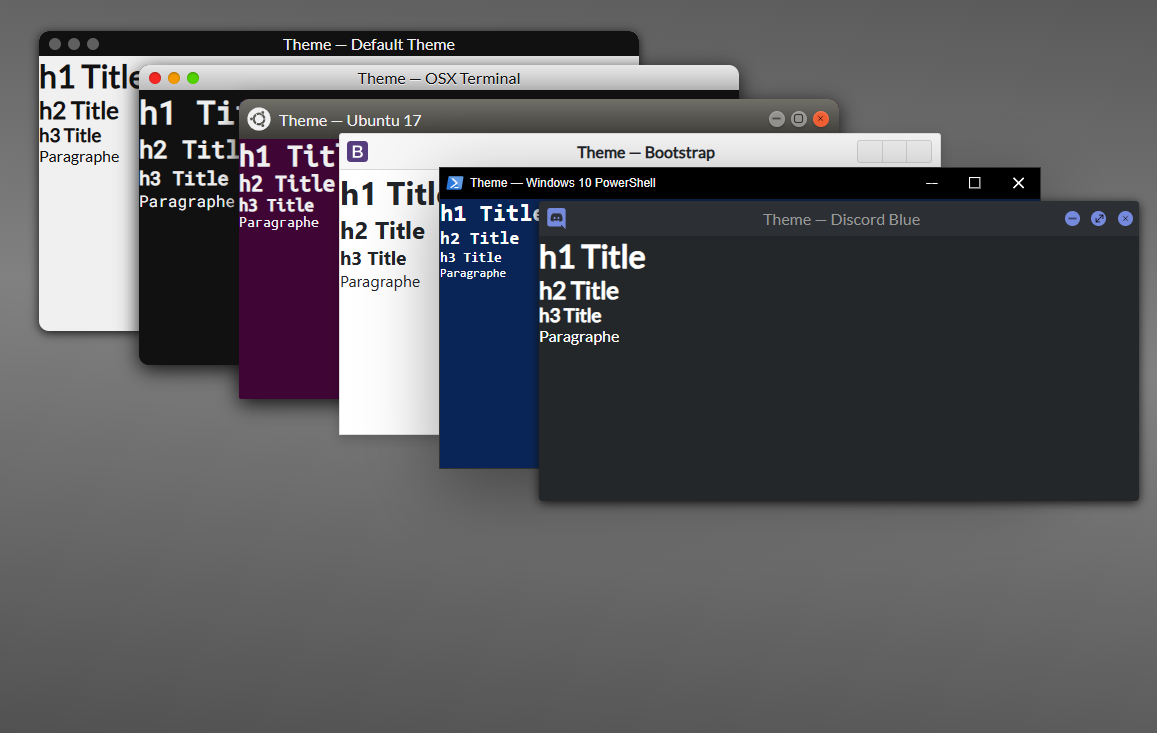 Theme — Default Theme
h1 Title
h2 Title
h3 Title
Paragraphe
Theme — OSX Terminal
h1 Tit
h2 Titl
h3 Title
Paragraphe
Theme — Ubuntu 17
h1 Titl
h2 Title
h3 Title
Paragraphe
B
Theme — Bootstrap
h1 Title
h2 Title
h3 Title
Paragraphe
Theme — Windows 10 PowerShell
h1 Title
h2 Title
h3 Title
Paragraphe
Theme — Discord Blue
h1 Title
h2 Title
h3 Title
Paragraphe